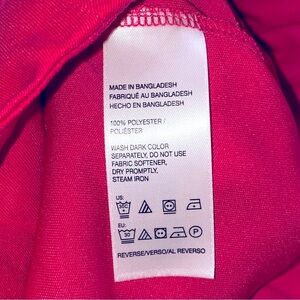 MADE IN BANGLADESH
FABRIQUÉ AU BANGLADESH
HECHO EN BANGLADESH
100% POLYESTER /
POLIÉSTER
WASH DARK COLOR
SEPARATELY, DO NOT USE
FABRIC SOFTENER,
DRY PROMPTLY,
STEAM IRON
US:
EU:
30 P
REVERSE/VERSO/AL REVERSO